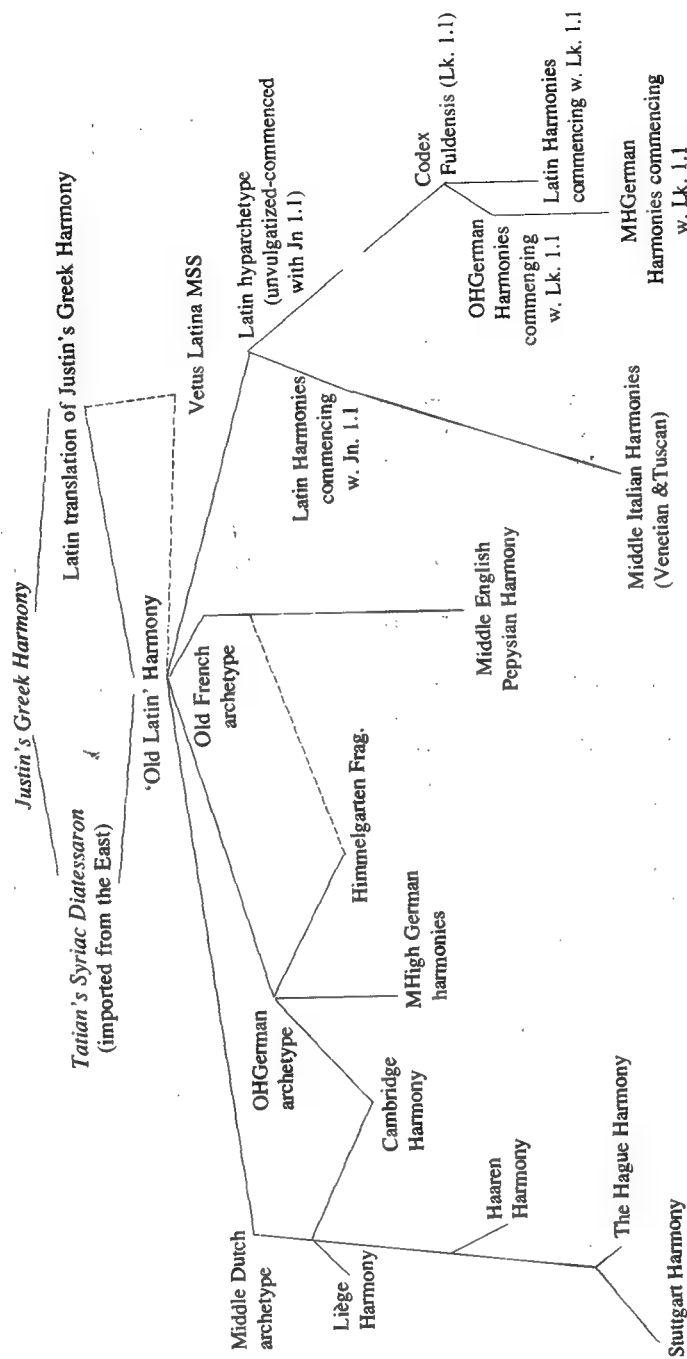 Justin's Greek Harmony
Tatian's Syriac Diatessaron
(imported from the East)
Latin translation of Justin's Greek Harmony
'Old Latin' Harmony
Vetus Latina MSS
Middle Dutch
archetype
OHGerman
archetype
Old French
archetype
Latin hyparchetype
(unvulgatized-commenced
with Jn 1.1)
Liège
Harmony
Cambridge
Harmony
MHigh German
harmonies
Himmelgarten Frag.
Latin Harmonies
commencing
w. Jn. 1.1
Codex
Fuldensis (Lk. 1.1)
Haaren
Harmony
Middle English
Pepysian Harmony
OHGerman
Harmonies
commenging
w. Lk. 1.1
Latin Harmonies
commencing w. Lk. 1.1
Stuttgart Harmony
The Hague Harmony
Middle Italian Harmonies
(Venetian &Tuscan)
MHGerman
Harmonies commencing
w. Lk. 1.1